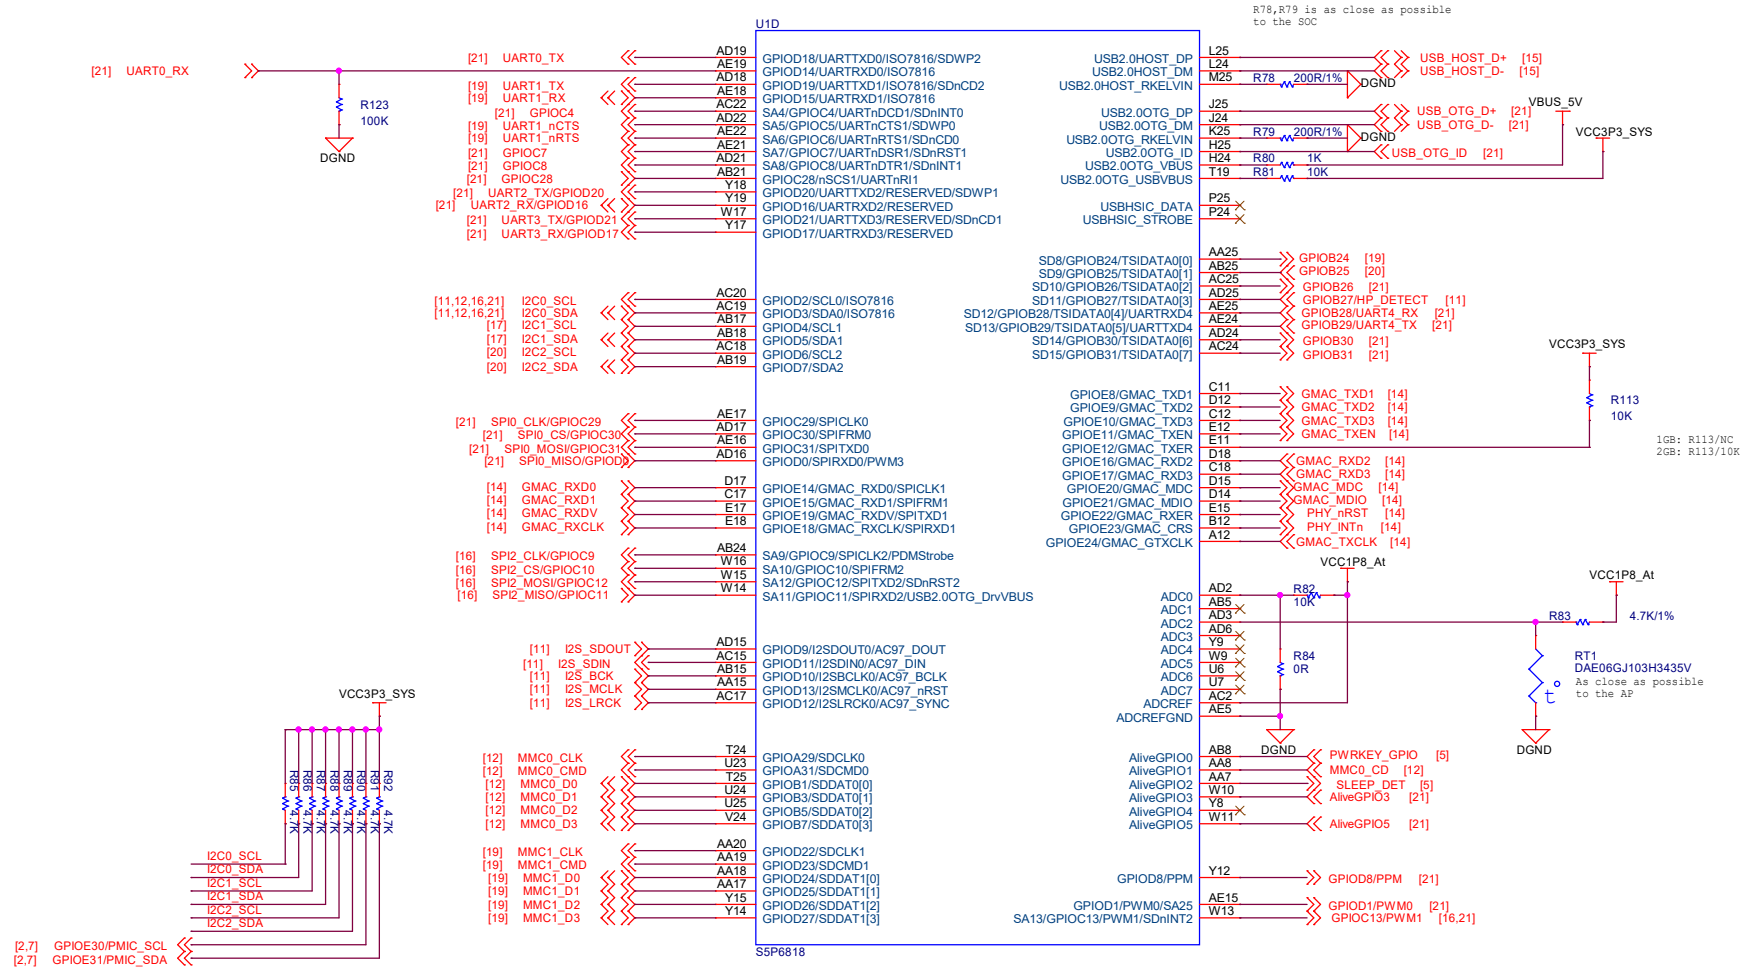 R78,R79 is as close as possible
to the SOC
U1D
[21] UART0_RX
R123
100K
DGND
[21] UART0_TX AD19 GPIOD18/UARTTXD0/ISO7816/SDWP2
AE19 GPIOD14/UARTRXD0/ISO7816
[19] UART1_TX AD18 GPIOD19/UARTTXD1/ISO7816/SDnCD2
[19] UART1_RX AE18 GPIOD15/UARTRXD1/ISO7816
[21] GPIOC4 AC22 SA4/GPIOC4/UARTnDCD1/SDnINT0
[19] UART1_nCTS AD22 SA5/GPIOC5/UARTnCTS1/SDWP0
[19] UART1_nRTS AE22 SA6/GPIOC6/UARTnRTS1/SDnCD0
[21] GPIOC7 AE21 SA7/GPIOC7/UARTnDSR1/SDnRST1
[21] GPIOC8 AD21 SA8/GPIOC8/UARTnDTR1/SDnINT1
[21] GPIOC28 AB21 GPIOC28/nSCS1/UARTnRI1
[21] UART2_TX/GPIOD20 Y18 GPIOD20/UARTTXD2/RESERVED/SDWP1
[21] UART2_RX/GPIOD16 Y19 GPIOD16/UARTRXD2/RESERVED
[21] UART3_TX/GPIOD21 W17 GPIOD21/UARTTXD3/RESERVED/SDnCD1
[21] UART3_RX/GPIOD17 Y17 GPIOD17/UARTRXD3/RESERVED
[11,12,16,21] I2C0_SCL AC20 GPIOD2/SCL0/ISO7816
[11,12,16,21] I2C0_SDA AC19 GPIOD3/SDA0/ISO7816
[17] I2C1_SCL AB17 GPIOD4/SCL1
[17] I2C1_SDA AB18 GPIOD5/SDA1
[20] I2C2_SCL AC18 GPIOD6/SCL2
[20] I2C2_SDA AB19 GPIOD7/SDA2
[21] SPI0_CLK/GPIOC29 AE17 GPIOC29/SPICLK0
[21] SPI0_CS/GPIOC30 AD17 GPIOC30/SPIFRM0
[21] SPI0_MOSI/GPIOC31 AE16 GPIOC31/SPITXD0
[21] SPI0_MISO/GPIOD0 AD16 GPIOD0/SPIRXD0/PWM3
[14] GMAC_RXD0 D17 GPIOE14/GMAC_RXD0/SPICLK1
[14] GMAC_RXD1 C17 GPIOE15/GMAC_RXD1/SPIFRM1
[14] GMAC_RXDV E17 GPIOE19/GMAC_RXDV/SPITXD1
[14] GMAC_RXCLK E18 GPIOE18/GMAC_RXCLK/SPIRXD1
[16] SPI2_CLK/GPIOC9 AB24 SA9/GPIOC9/SPICLK2/PDMStrobe
[16] SPI2_CS/GPIOC10 W16 SA10/GPIOC10/SPIFRM2
[16] SPI2_MOSI/GPIOC12 W15 SA12/GPIOC12/SPITXD2/SDnRST2
[16] SPI2_MISO/GPIOC11 W14 SA11/GPIOC11/SPIRXD2/USB2.0OTG_DrvVBUS
[11] I2S_SDOUT AD15 GPIOD9/I2SDOUT0/AC97_DOUT
[11] I2S_SDIN AC15 GPIOD11/I2SDIN0/AC97_DIN
[11] I2S_BCK AB15 GPIOD10/I2SBCLK0/AC97_BCLK
[11] I2S_MCLK AA15 GPIOD13/I2SMCLK0/AC97_nRST
[11] I2S_LRCK AC17 GPIOD12/I2SLRCK0/AC97_SYNC
[12] MMC0_CLK T24 GPIOA29/SDCLK0
[12] MMC0_CMD U23 GPIOA31/SDCMD0
[12] MMC0_D0 T25 GPIOB1/SDDAT0[0]
[12] MMC0_D1 U24 GPIOB3/SDDAT0[1]
[12] MMC0_D2 U25 GPIOB5/SDDAT0[2]
[12] MMC0_D3 V24 GPIOB7/SDDAT0[3]
[19] MMC1_CLK AA20 GPIOD22/SDCLK1
[19] MMC1_CMD AA19 GPIOD23/SDCMD1
[19] MMC1_D0 AA18 GPIOD24/SDDAT1[0]
[19] MMC1_D1 AA17 GPIOD25/SDDAT1[1]
[19] MMC1_D2 Y15 GPIOD26/SDDAT1[2]
[19] MMC1_D3 Y14 GPIOD27/SDDAT1[3]
S5P6818
USB2.0HOST_DP L25 USB_HOST_D+ [15]
USB2.0HOST_DM L24 USB_HOST_D- [15]
USB2.0HOST_RKELVIN M25 R78 200R/1% DGND
USB2.0OTG_DP J25 USB_OTG_D+ [21]
USB2.0OTG_DM J24 USB_OTG_D- [21]
USB2.0OTG_RKELVIN K25 R79 200R/1% DGND
USB2.0OTG_ID H25 USB_OTG_ID [21]
USB2.0OTG_VBUS H24 R80 1K
USB2.0OTG_USBVBUS T19 R81 10K
VBUS_5V
VCC3P3_SYS
USBHSIC_DATA P25
USBHSIC_STROBE P24
SD8/GPIOB24/TSIDATA0[0] AA25 GPIOB24 [19]
SD9/GPIOB25/TSIDATA0[1] AB25 GPIOB25 [20]
SD10/GPIOB26/TSIDATA0[2] AC25 GPIOB26 [21]
SD11/GPIOB27/TSIDATA0[3] AD25 GPIOB27/HP_DETECT [11]
SD12/GPIOB28/TSIDATA0[4]/UARTRXD4 AE25 GPIOB28/UART4_RX [21]
SD13/GPIOB29/TSIDATA0[5]/UARTTXD4 AE24 GPIOB29/UART4_TX [21]
SD14/GPIOB30/TSIDATA0[6] AD24 GPIOB30 [21]
SD15/GPIOB31/TSIDATA0[7] AC24 GPIOB31 [21]
GPIOE8/GMAC_TXD1 C11 GMAC_TXD1 [14]
GPIOE9/GMAC_TXD2 D12 GMAC_TXD2 [14]
GPIOE10/GMAC_TXD3 C12 GMAC_TXD3 [14]
GPIOE11/GMAC_TXEN E12 GMAC_TXEN [14]
GPIOE12/GMAC_TXER E11
GPIOE16/GMAC_RXD2 D18 GMAC_RXD2 [14]
GPIOE17/GMAC_RXD3 C18 GMAC_RXD3 [14]
GPIOE20/GMAC_MDC D15 GMAC_MDC [14]
GPIOE21/GMAC_MDIO D14 GMAC_MDIO [14]
GPIOE22/GMAC_RXER E15 PHY_nRST [14]
GPIOE23/GMAC_CRS B12 PHY_INTn [14]
GPIOE24/GMAC_GTXCLK A12 GMAC_TXCLK [14]
VCC3P3_SYS
R113
10K
1GB: R113/NC
2GB: R113/10K
VCC1P8_At
ADC0 AD2 R82 10K
ADC1 AB5
ADC2 AD3
ADC3 AD6
ADC4 Y9
ADC5 W9
ADC6 U6
ADC7 U7
ADCREF AC2
ADCREFGND AE5
R84
0R
DGND
VCC1P8_At
R83 4.7K/1%
RT1
DAE06GJ103H3435V
As close as possible
to the AP
t°
DGND
AliveGPIO0 AB8 PWRKEY_GPIO [5]
AliveGPIO1 AA8 MMC0_CD [12]
AliveGPIO2 AA7 SLEEP_DET [5]
AliveGPIO3 W10 AliveGPIO3 [21]
AliveGPIO4 Y8
AliveGPIO5 W11 AliveGPIO5 [21]
GPIOD8/PPM Y12 GPIOD8/PPM [21]
GPIOD1/PWM0/SA25 AE15 GPIOD1/PWM0 [21]
SA13/GPIOC13/PWM1/SDnINT2 W13 GPIOC13/PWM1 [16,21]
VCC3P3_SYS
R85 4.7K
R86 4.7K
R87 4.7K
R88 4.7K
R89 4.7K
R90 4.7K
R91 4.7K
R92 4.7K
I2C0_SCL
I2C0_SDA
I2C1_SCL
I2C1_SDA
I2C2_SCL
I2C2_SDA
[2,7] GPIOE30/PMIC_SCL
[2,7] GPIOE31/PMIC_SDA